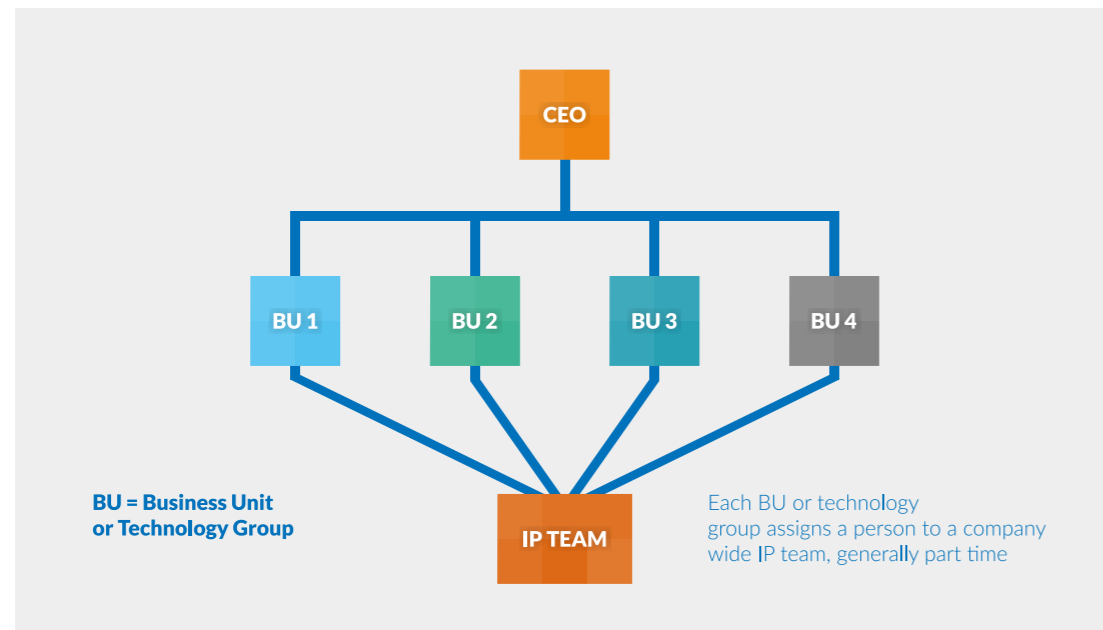 CEO
BU 1
BU 2
BU 3
BU 4
BU = Business Unit
or Technology Group
IP TEAM
Each BU or technology
group assigns a person to a company
wide IP team, generally part time